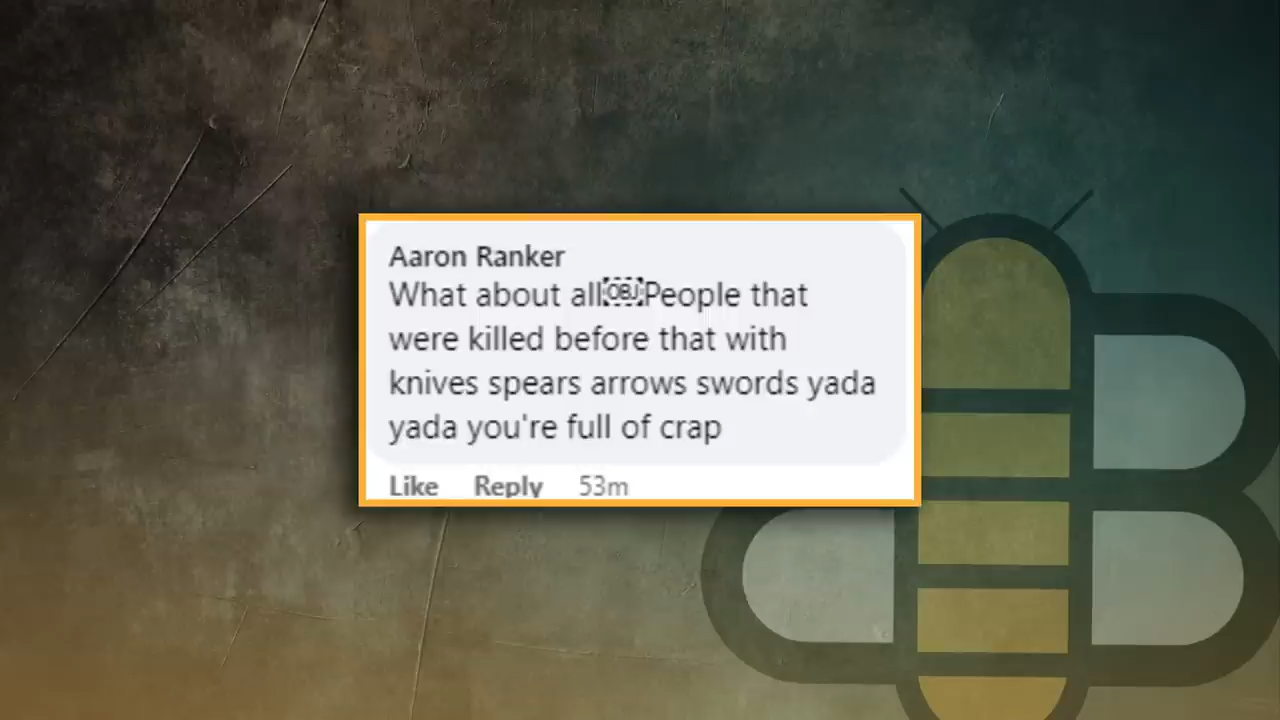 Aaron Ranker
What about all￼People that
were killed before that with
knives spears arrows swords yada
yada you're full of crap
Like Reply 53m